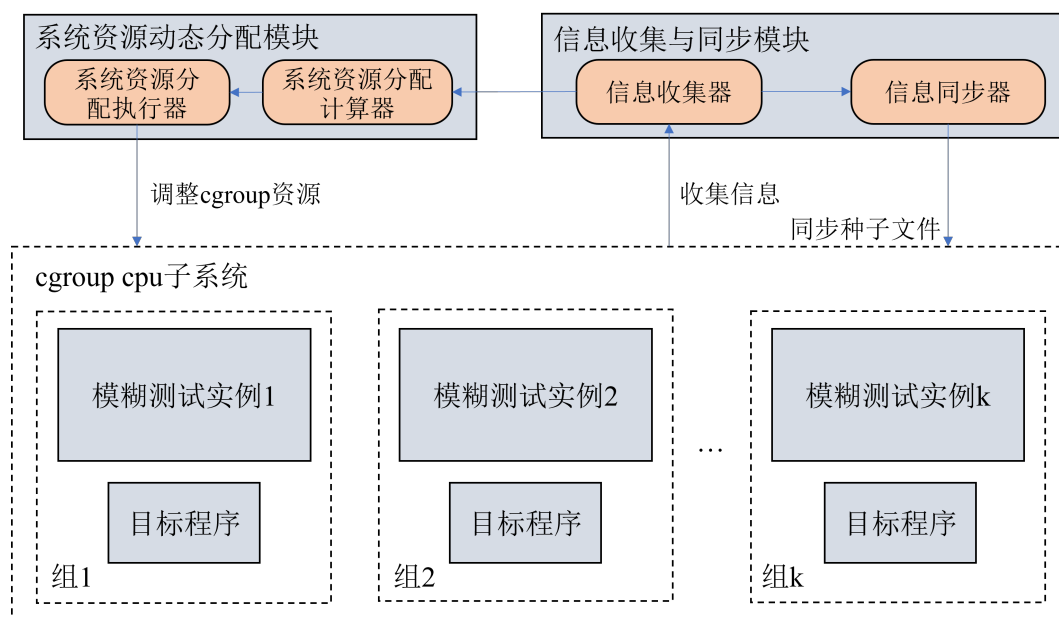 系统资源动态分配模块
系统资源分
配执行器
系统资源分配
计算器
信息收集与同步模块
信息收集器
信息同步器
调整cgroup资源
收集信息
同步种子文件
cgroup cpu子系统
模糊测试实例1
目标程序
组1
模糊测试实例2
目标程序
组2
…
模糊测试实例k
目标程序
组k